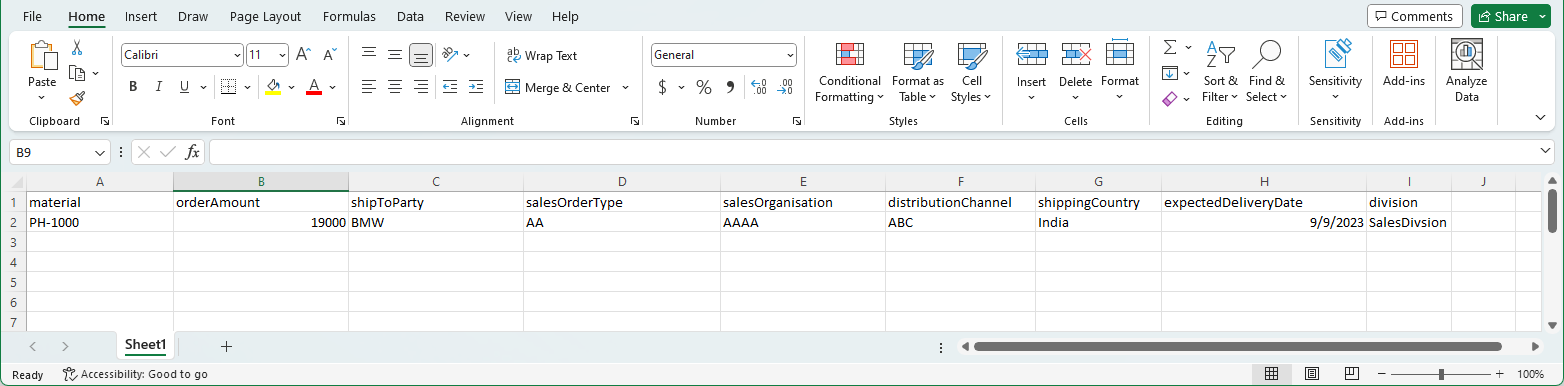 File Home Insert Draw Page Layout Formulas Data Review View Help Comments Share
Paste
Clipboard
Calibri 11
B I U A
Font
ab Wrap Text
Merge & Center
Alignment
General
$ % 9 .00 .00
Number
Conditional Formatting
Format as Table
Cell Styles
Styles
Insert Delete Format
Cells
Sort & Filter
Find & Select
Editing
Sensitivity
Sensitivity
Add-ins
Add-ins
Analyze Data
B9 fx
A B C D E F G H I J
1 material orderAmount shipToParty salesOrderType salesOrganisation distributionChannel shippingCountry expectedDeliveryDate division
2 PH-1000 19000 BMW AA AAAA ABC India 9/9/2023 SalesDivsion
3
4
5
6
7
Sheet1 +
Ready Accessibility: Good to go 100%